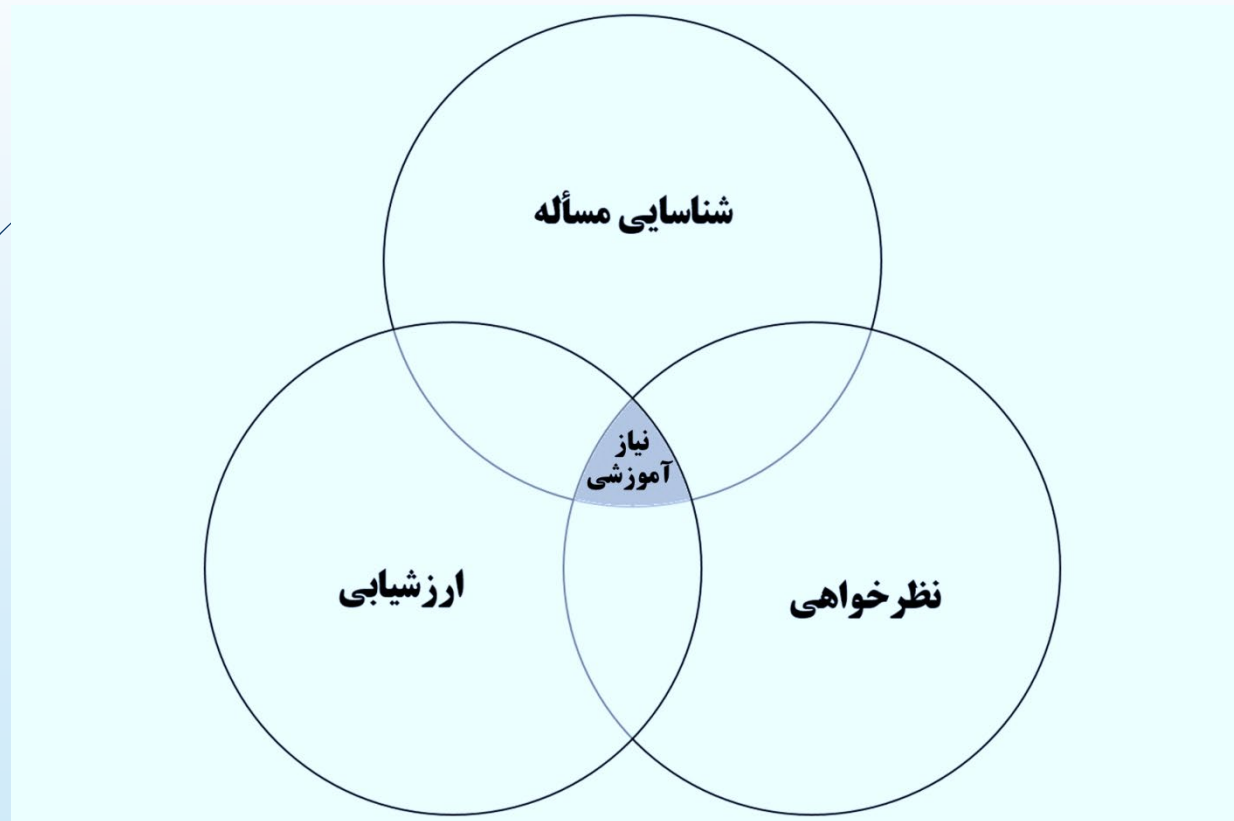 شناسایی مسأله
نیاز
آموزشی
نظرخواهی
ارزشیابی